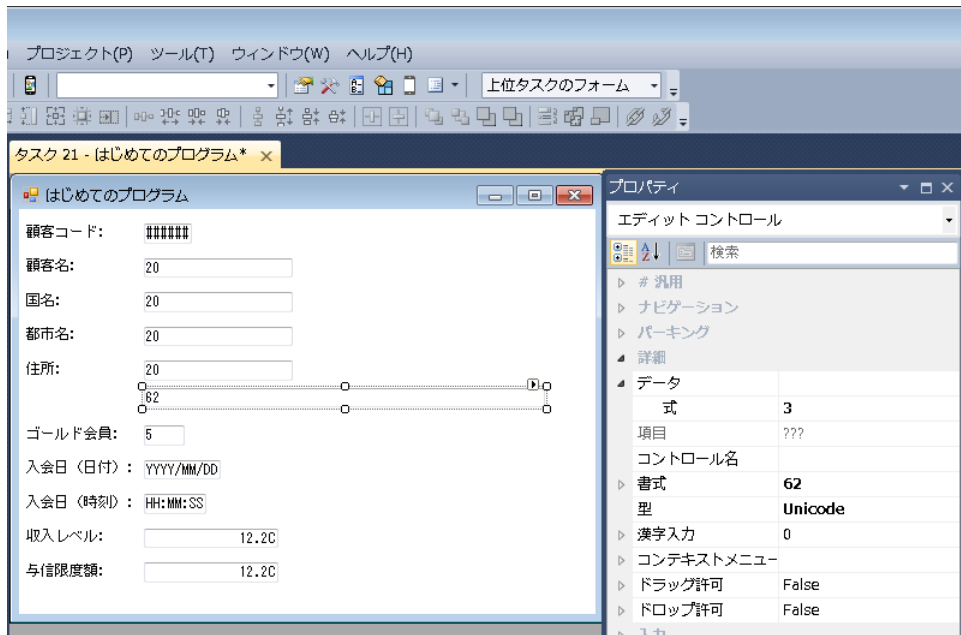 プロジェクト(P) ツール(T) ウィンドウ(W) ヘルプ(H)
上位タスクのフォーム
タスク 21 - はじめてのプログラム*
はじめてのプログラム
顧客コード: ######
顧客名: 20
国名: 20
都市名: 20
住所: 20
62
ゴールド会員: 5
入会日（日付）: YYYY/MM/DD
入会日（時刻）: HH:MM:SS
収入レベル: 12.2C
与信限度額: 12.2C
プロパティ
エディット コントロール
検索
# 汎用
ナビゲーション
パーキング
詳細
データ
式 3
項目 ???
コントロール名
書式 62
型 Unicode
漢字入力 0
コンテキストメニュー
ドラッグ許可 False
ドロップ許可 False
入力